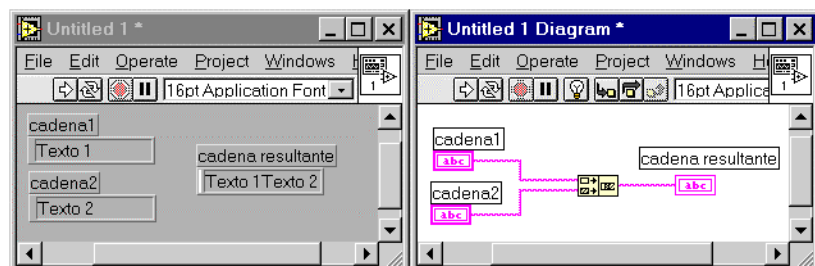 Untitled 1 *
File Edit Operate Project Windows
1
16pt Application Font
cadena1
Texto 1
cadena2
Texto 2
cadena resultante
Texto 1Texto 2
Untitled 1 Diagram *
File Edit Operate Project Windows
1
16pt Applica
cadena1
abc
cadena2
abc
cadena resultante
abc